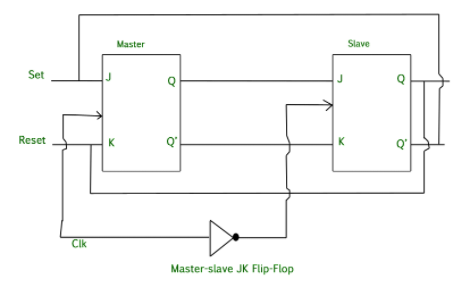 Master
Slave
Set
J
Q
J
Q
Reset
K
Q'
K
Q'
Clk
Master-slave JK Flip-Flop